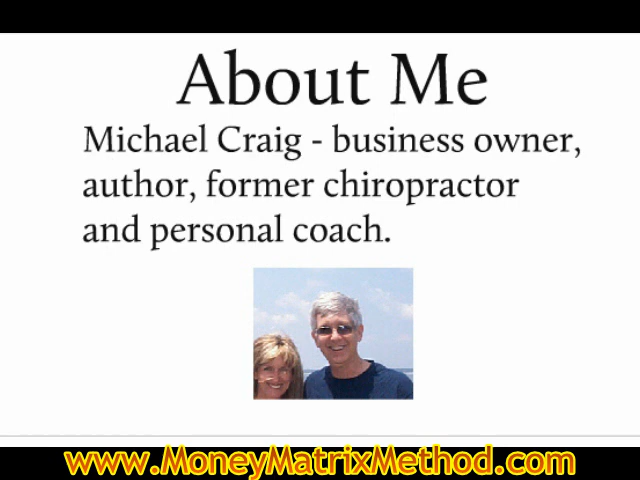 About Me
Michael Craig - business owner,
author, former chiropractor
and personal coach.
www.MoneyMatrixMethod.com